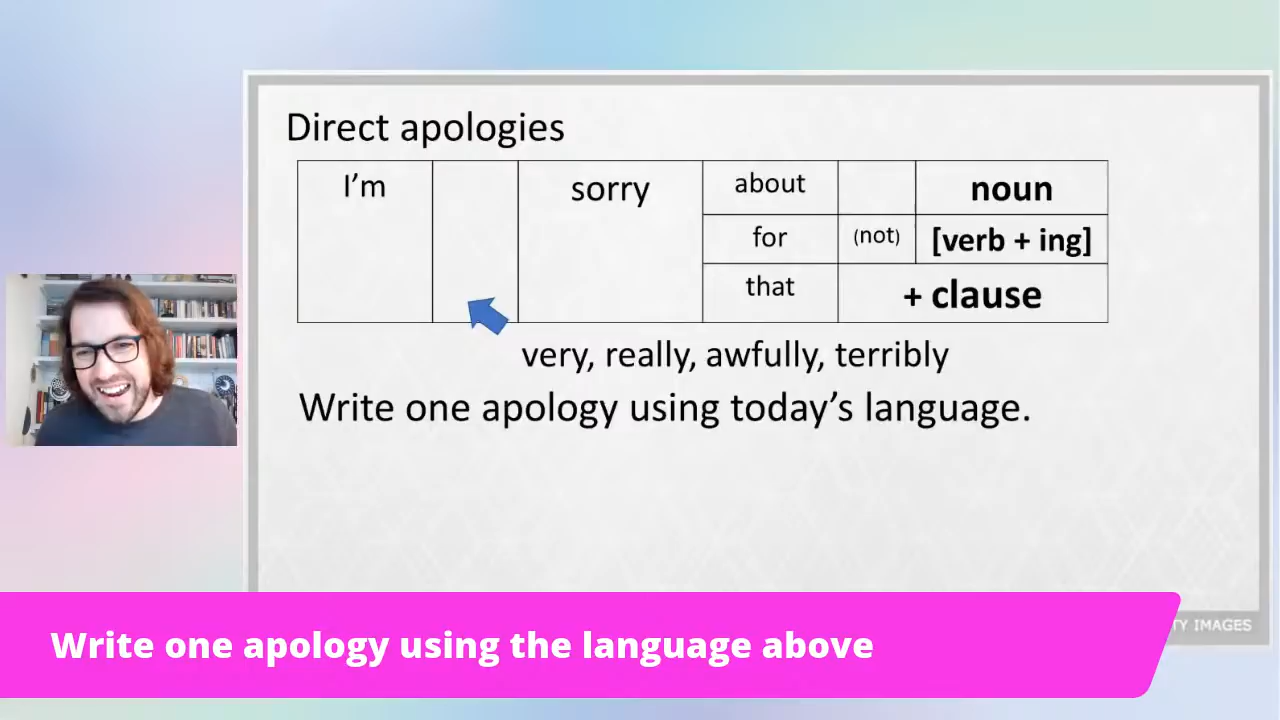 Direct apologies
I'm sorry about noun
for (not) [verb + ing]
that + clause
very, really, awfully, terribly
Write one apology using today's language.
TY IMAGES
Write one apology using the language above